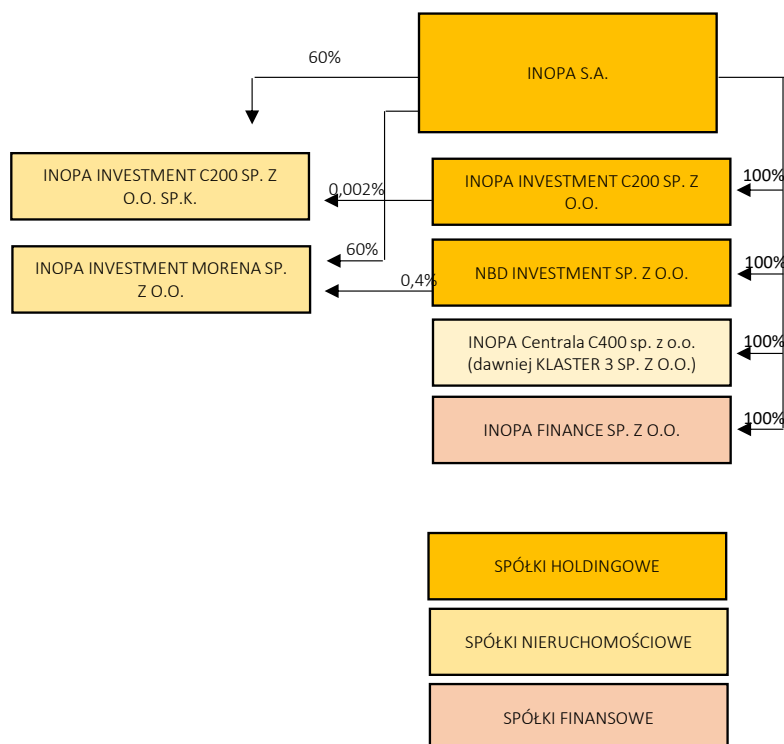 60%
INOPA S.A.
INOPA INVESTMENT C200 SP. Z
O.O. SP.K.
0,002%
INOPA INVESTMENT C200 SP. Z
O.O.
100%
INOPA INVESTMENT MORENA SP.
Z O.O.
60%
0,4%
NBD INVESTMENT SP. Z O.O.
100%
INOPA Centrala C400 sp. z o.o.
(dawniej KLASTER 3 SP. Z O.O.)
100%
INOPA FINANCE SP. Z O.O.
100%
SPÓŁKI HOLDINGOWE
SPÓŁKI NIERUCHOMOŚCIOWE
SPÓŁKI FINANSOWE